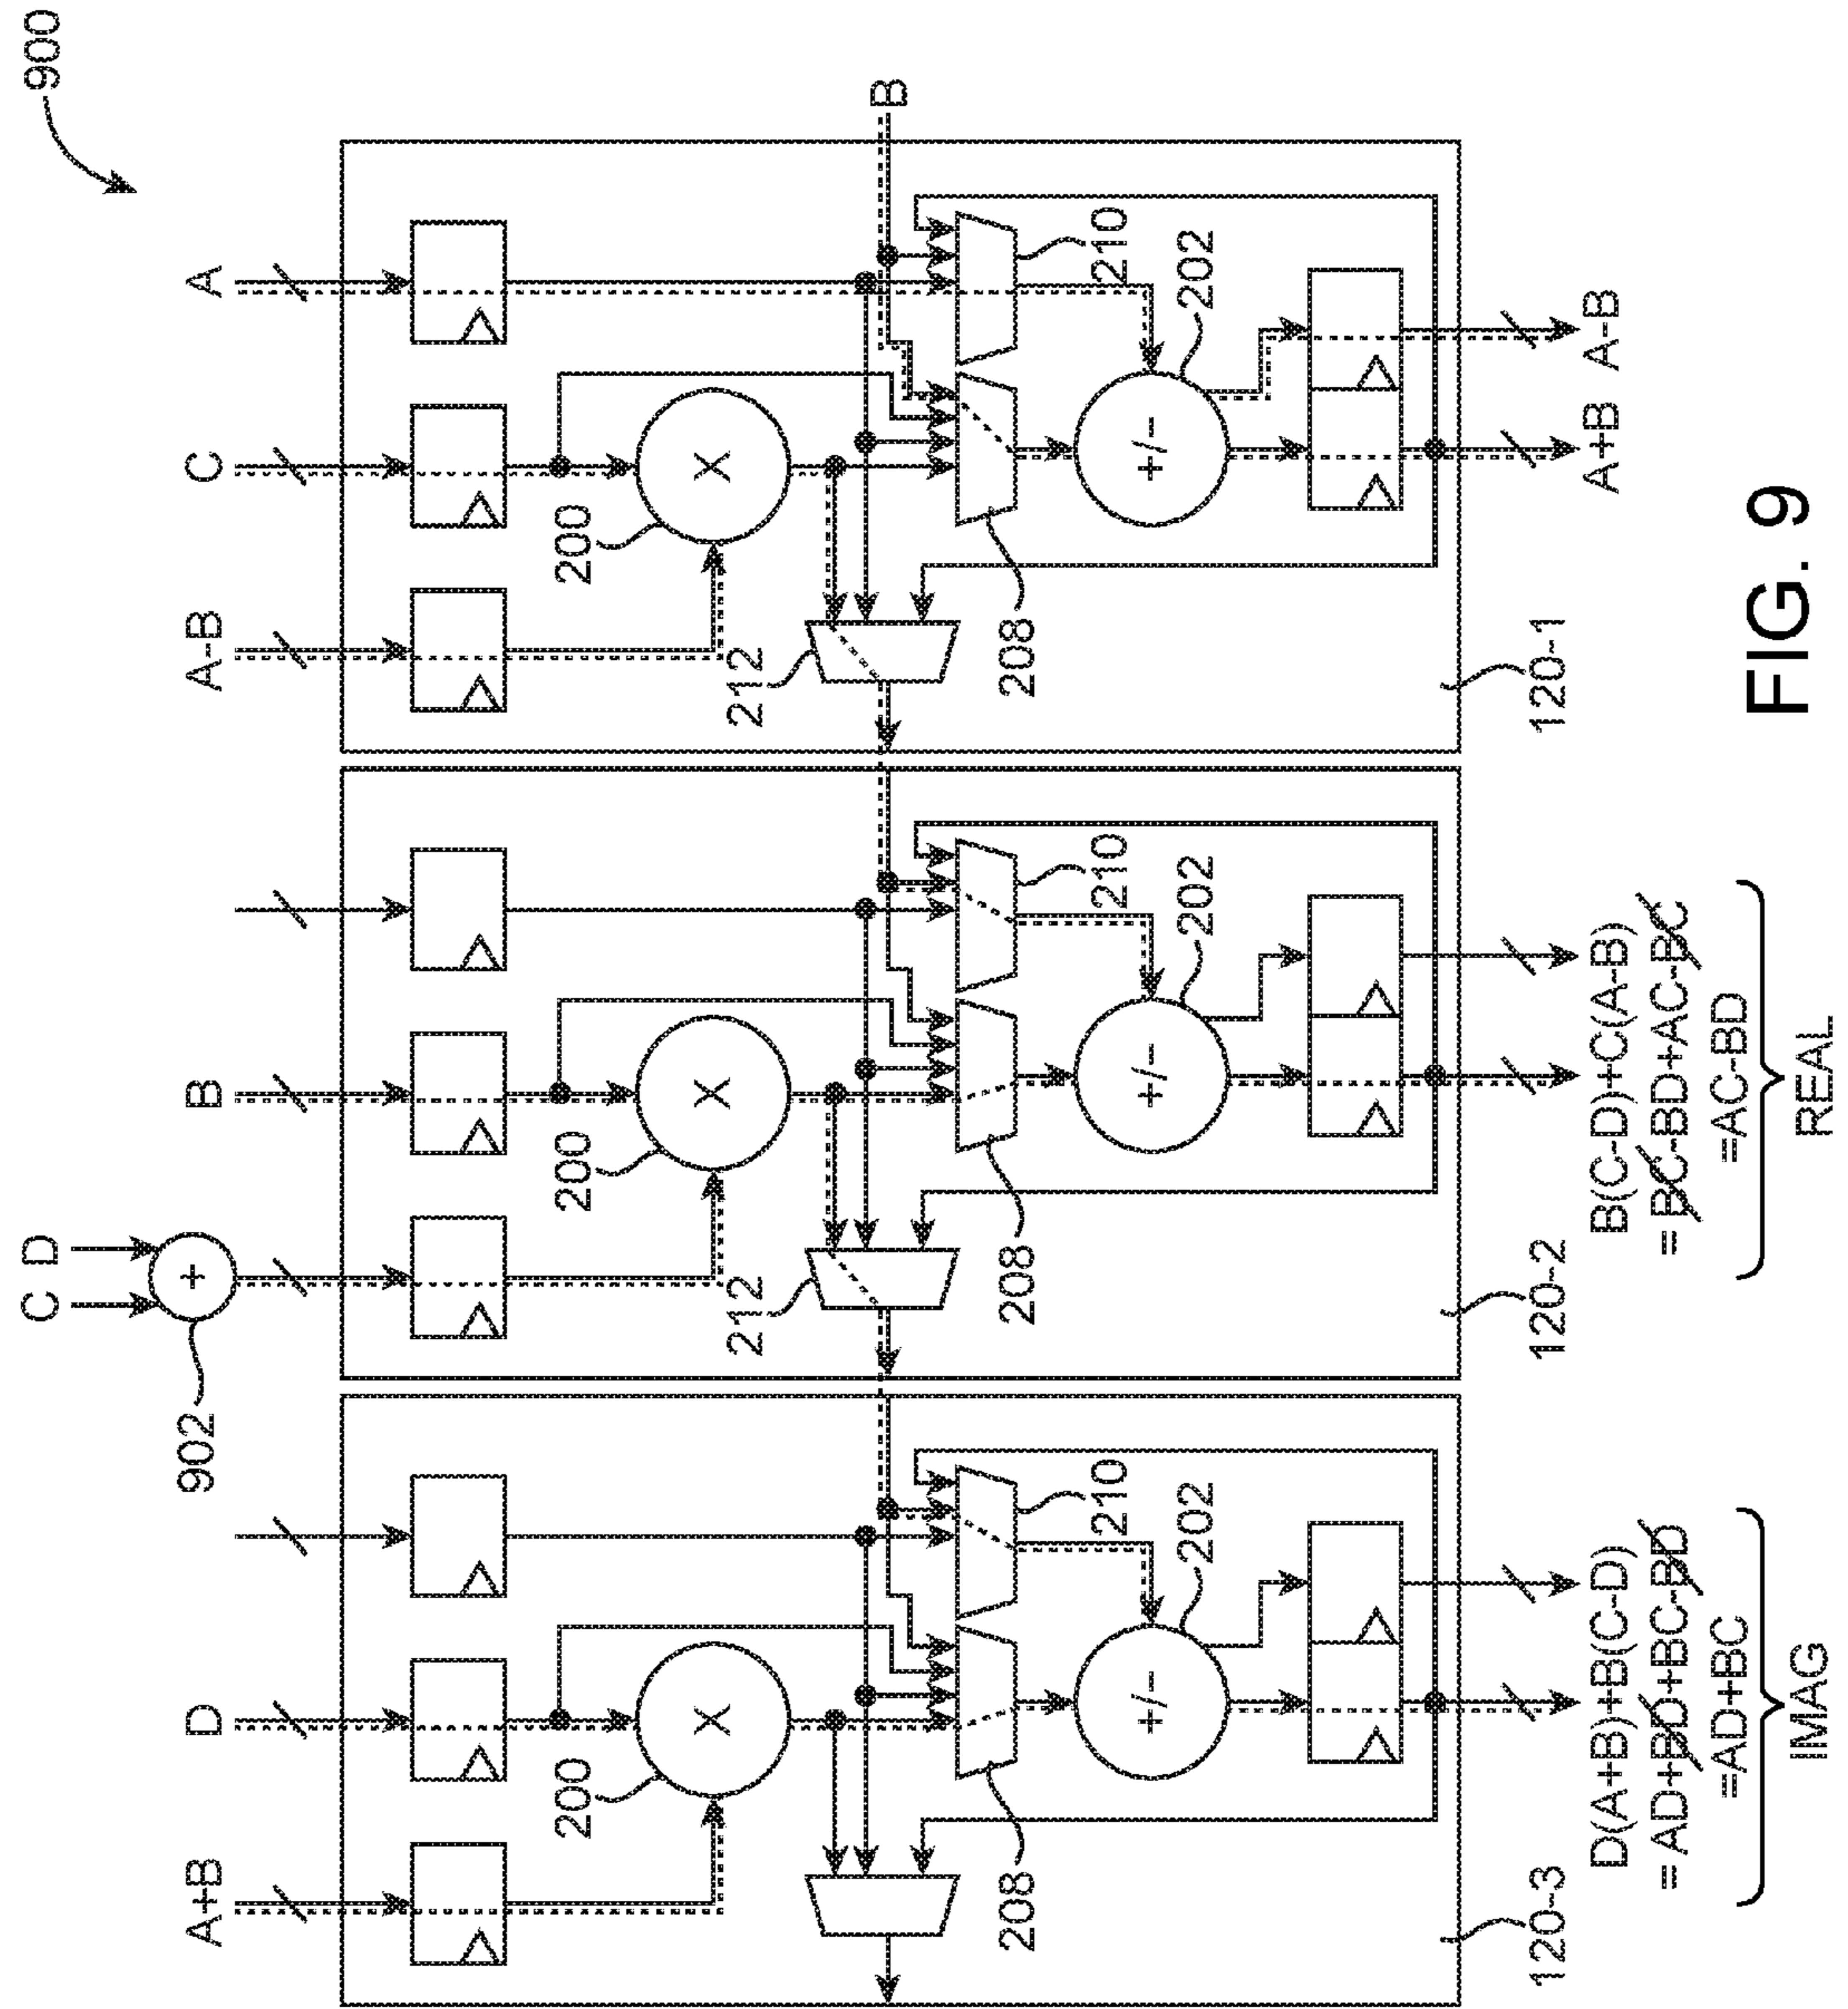 900
C D
+
902
A+B
D
B
A-B
C
A
B
200
X
200
X
200
X
212
212
208
210
208
210
208
210
+/-
202
+/-
202
+/-
202
120-3
120-2
120-1
D(A+B)+B(C-D)
= AD+BD+BC-BD
=AD+BC
IMAG
B(C-D)+C(A-B)
= BC-BD+AC-BC
=AC-BD
REAL
A+B
A-B
FIG. 9